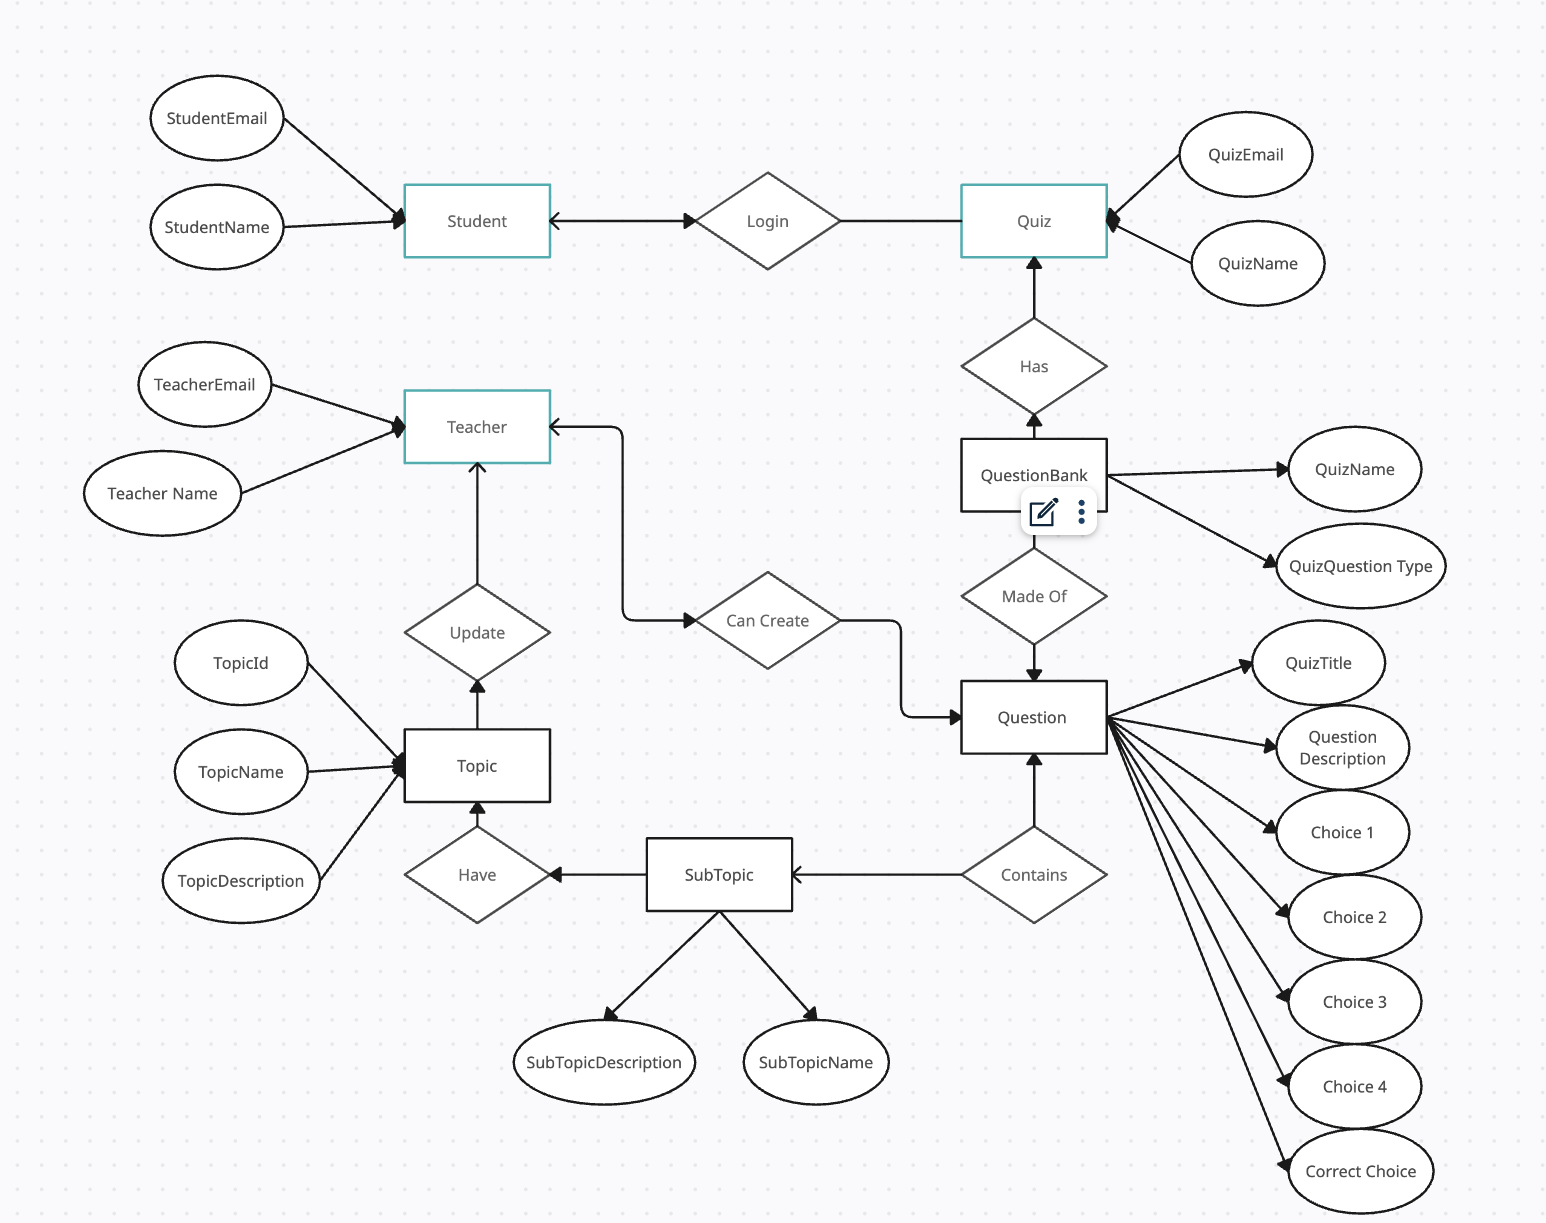 StudentEmail
QuizEmail
Student
Login
Quiz
StudentName
QuizName
Has
TeacherEmail
Teacher
QuestionBank
QuizName
Teacher Name
QuizQuestion Type
Made Of
Can Create
Update
TopicId
QuizTitle
Question
Question
Description
TopicName
Topic
Choice 1
TopicDescription
Have
SubTopic
Contains
Choice 2
Choice 3
SubTopicDescription
SubTopicName
Choice 4
Correct Choice